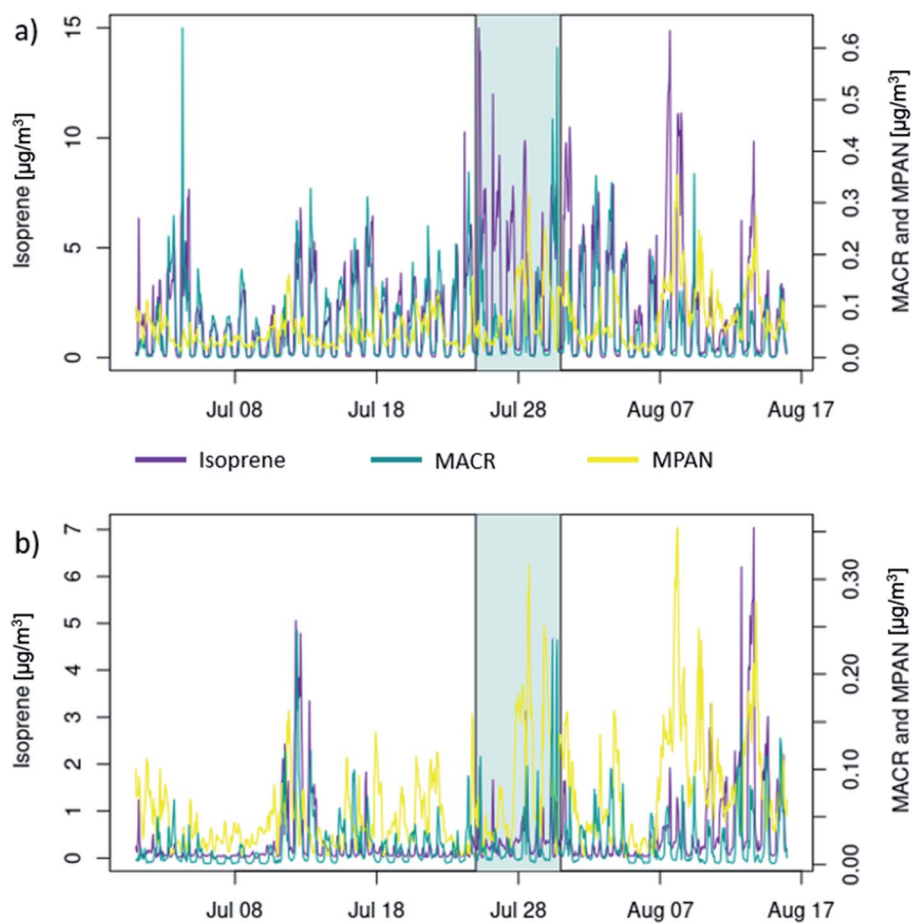 a)
Isoprene [µg/m³]
15
10
5
0
MACR and MPAN [µg/m³]
0.6
0.5
0.4
0.3
0.2
0.1
0.0
Jul 08 Jul 18 Jul 28 Aug 07 Aug 17
Isoprene MACR MPAN
b)
Isoprene [µg/m³]
7
6
5
4
3
2
1
0
MACR and MPAN [µg/m³]
0.30
0.20
0.10
0.00
Jul 08 Jul 18 Jul 28 Aug 07 Aug 17